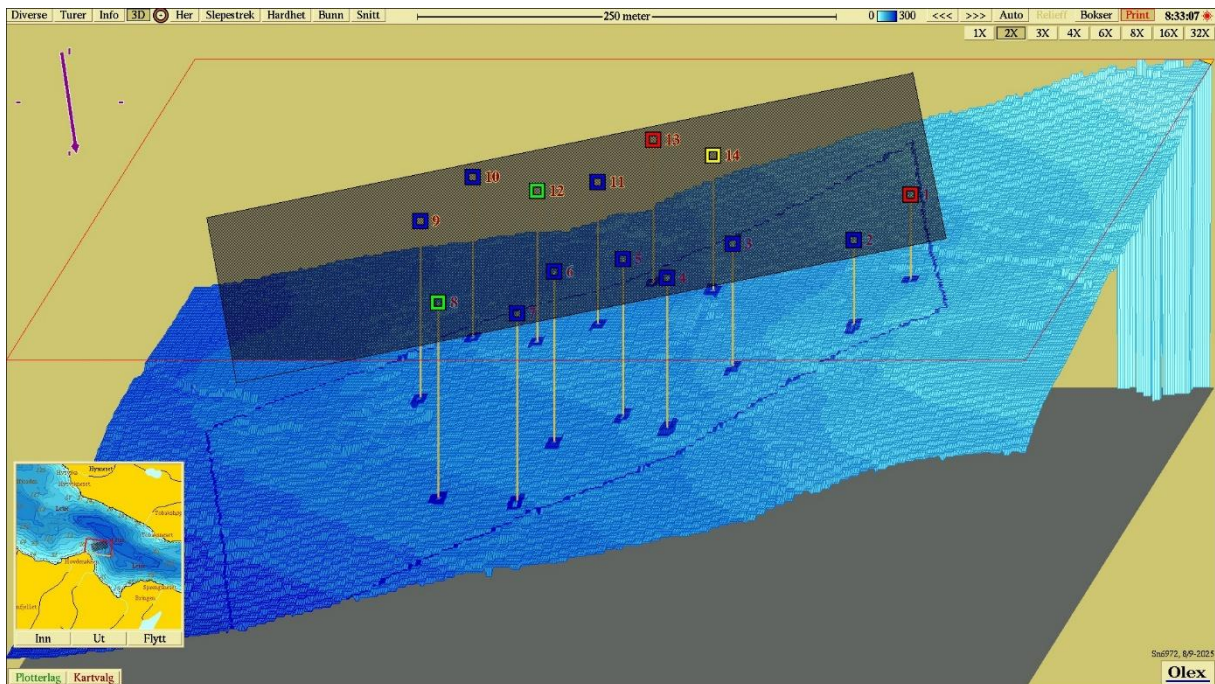 Diverse Turer Info 3D Her Slepestrek Hardhet Bunn Snitt 250 meter 0 300 <<< >>> Auto Relieff Bokser Print 8:33:07
1X 2X 3X 4X 6X 8X 16X 32X
13
14
10
12
11
1
9
3
2
5
6
4
8
7
Inn Ut Flytt
Sn6972, 8/9-2025
Plotterlag Kartvalg
Olex